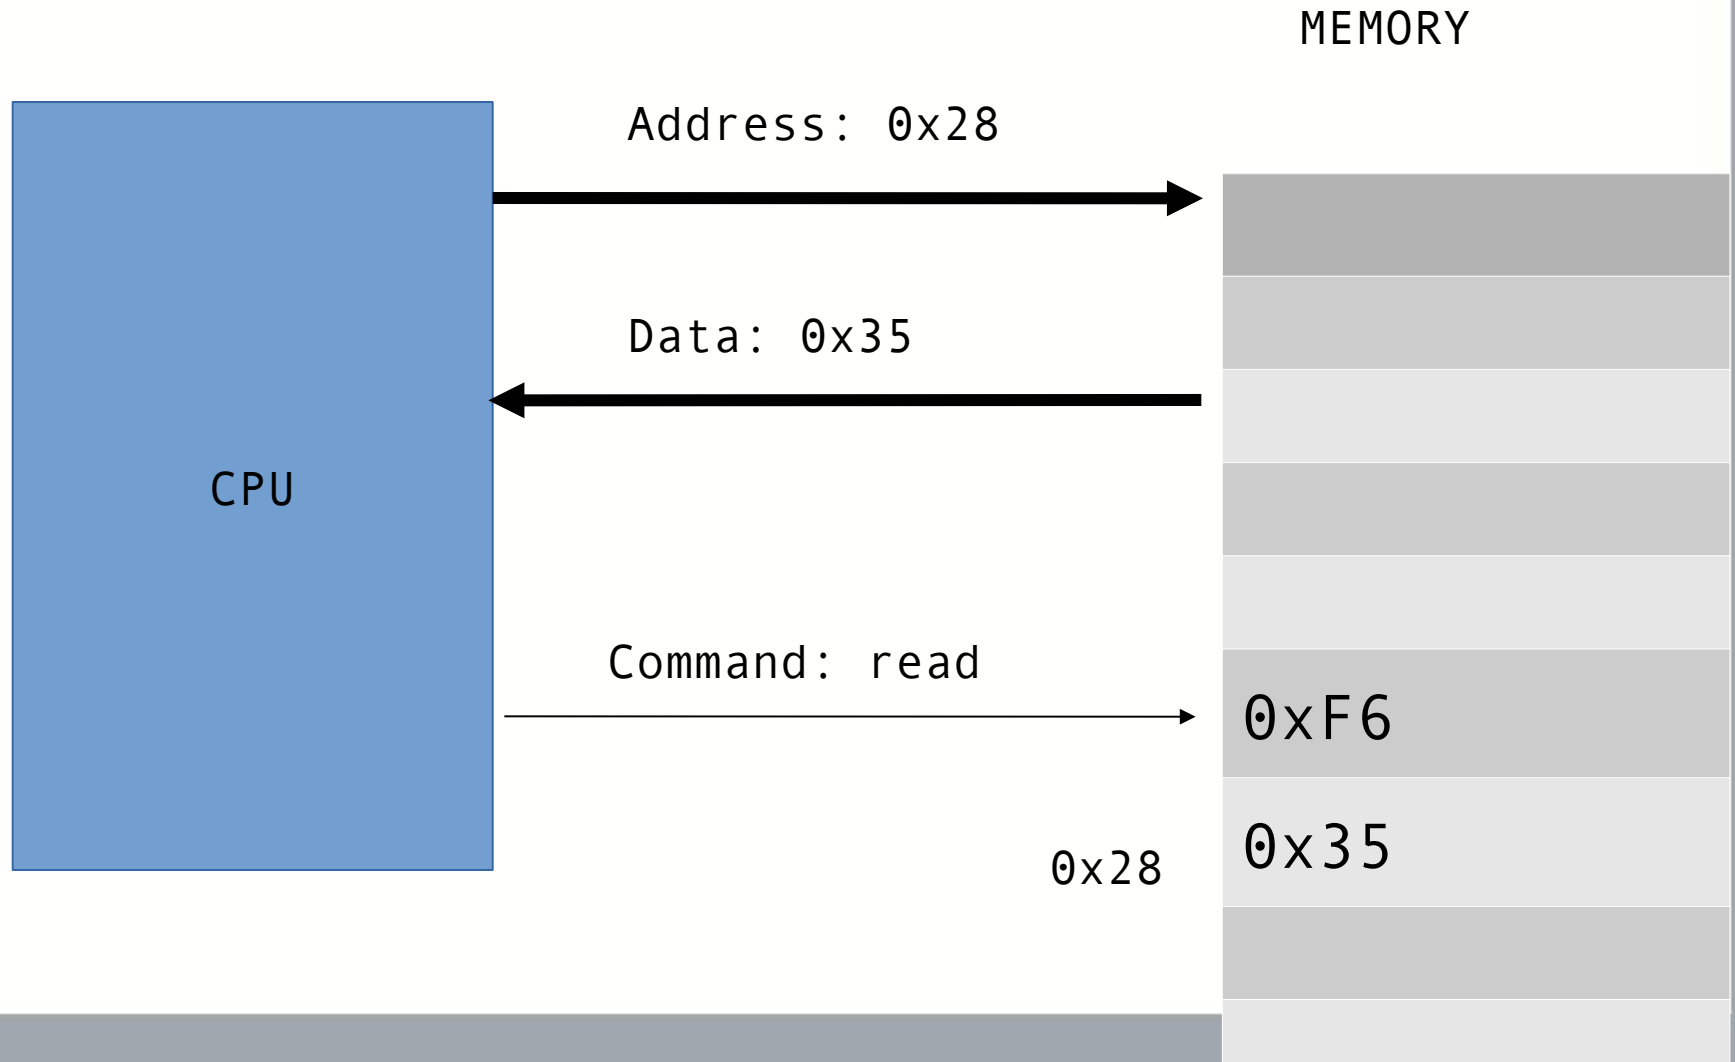 MEMORY
Address: 0x28
Data: 0x35
CPU
Command: read
0xF6
0x35
0x28